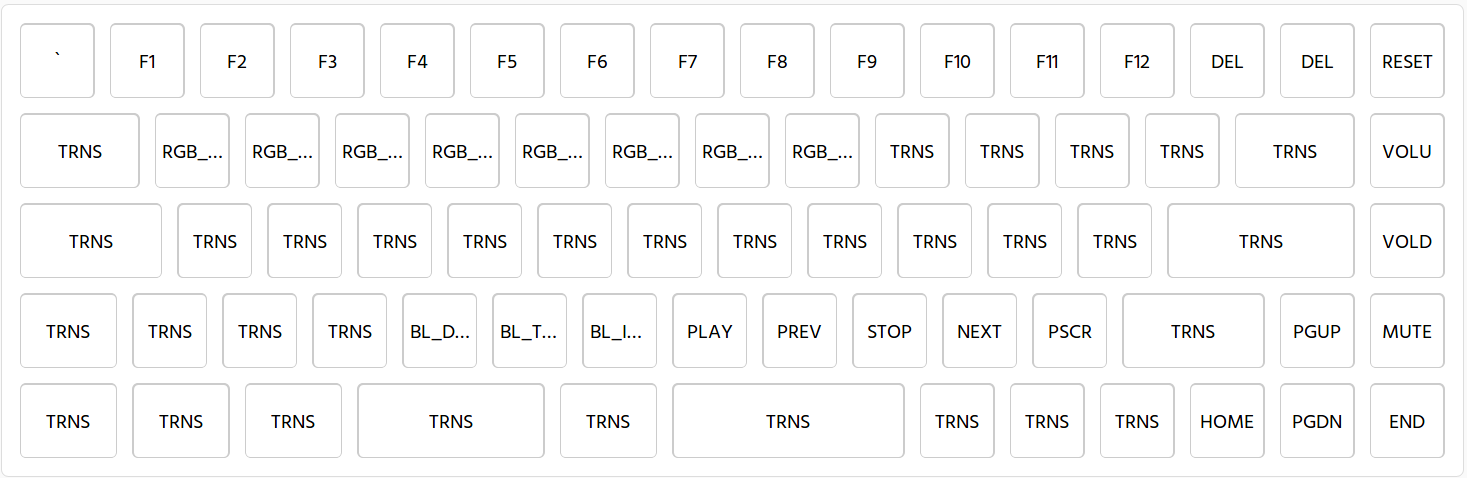 ` F1 F2 F3 F4 F5 F6 F7 F8 F9 F10 F11 F12 DEL DEL RESET
TRNS RGB_... RGB_... RGB_... RGB_... RGB_... RGB_... RGB_... RGB_... TRNS TRNS TRNS TRNS TRNS VOLU
TRNS TRNS TRNS TRNS TRNS TRNS TRNS TRNS TRNS TRNS TRNS TRNS TRNS VOLD
TRNS TRNS TRNS TRNS BL_D... BL_T... BL_I... PLAY PREV STOP NEXT PSCR TRNS PGUP MUTE
TRNS TRNS TRNS TRNS TRNS TRNS TRNS TRNS TRNS HOME PGDN END